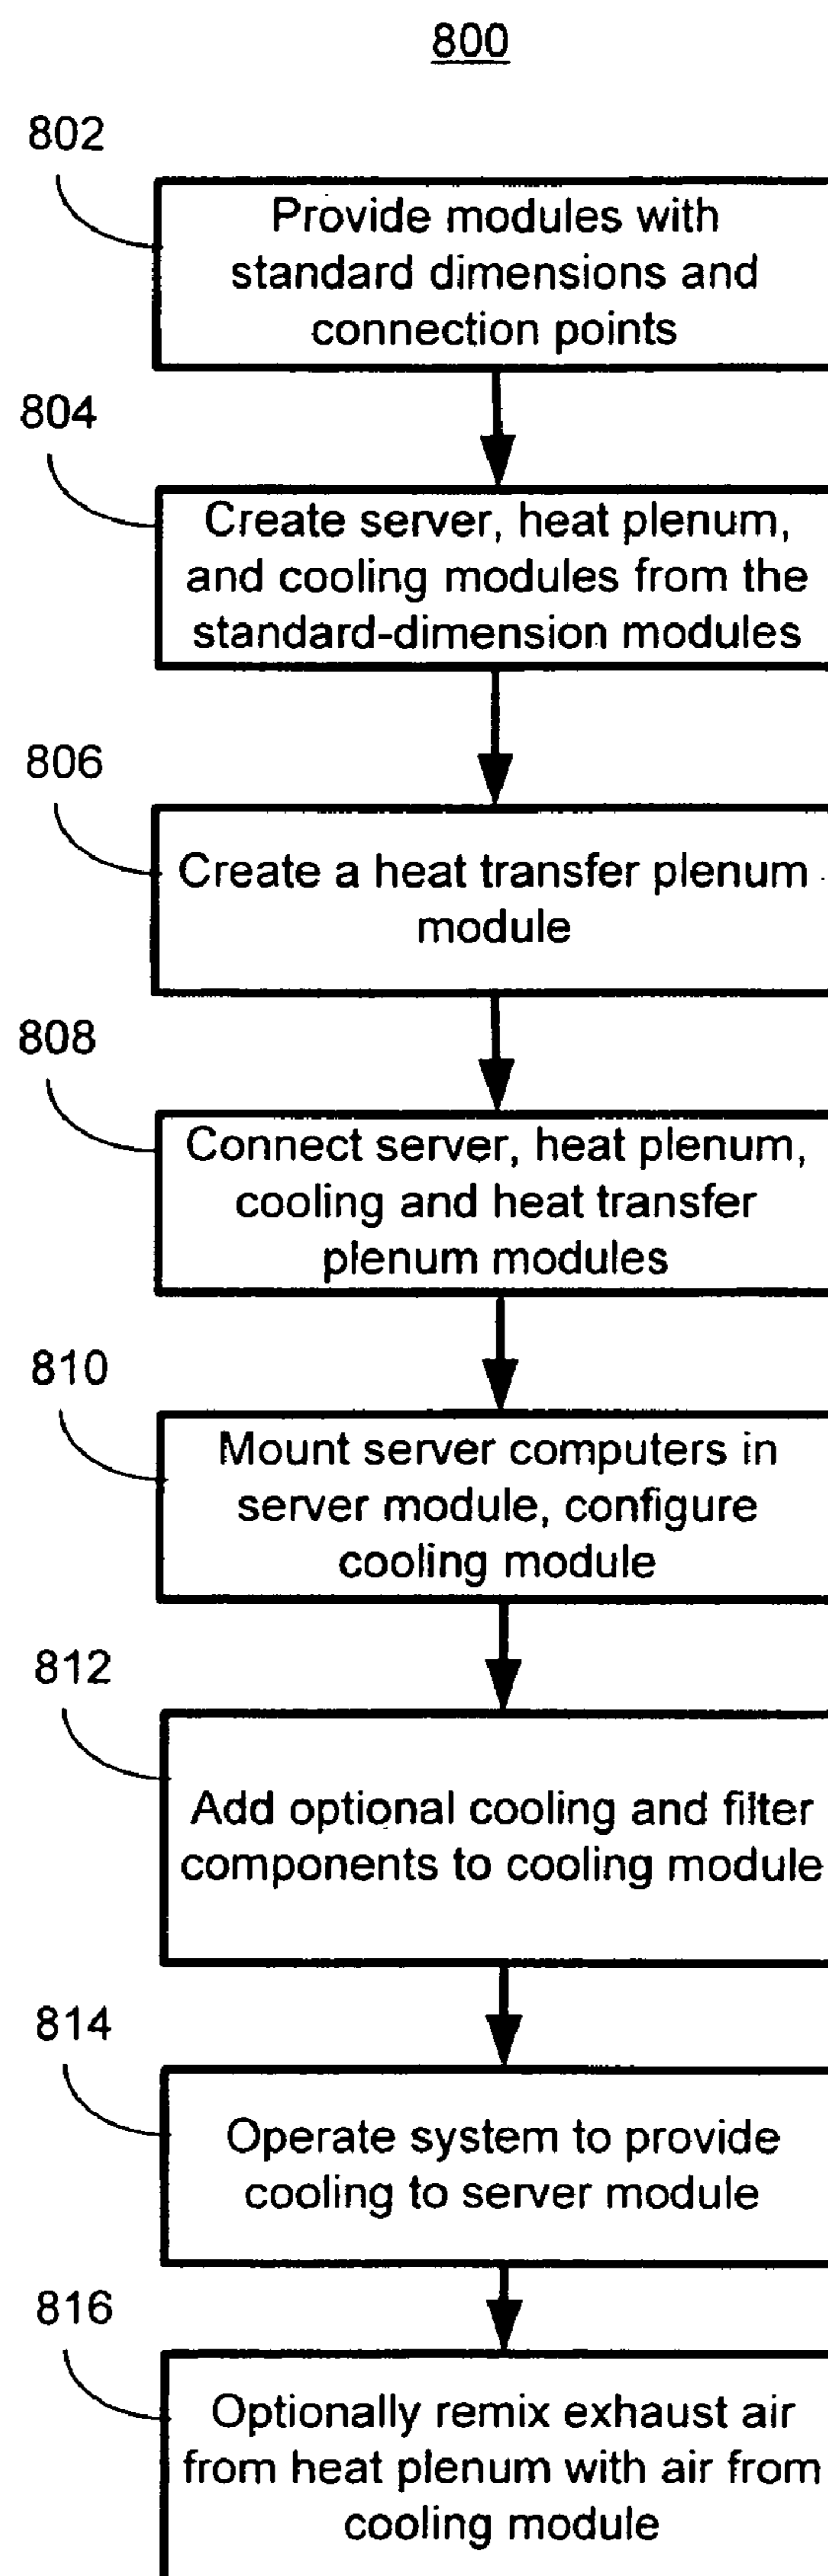 800
802
Provide modules with
standard dimensions and
connection points
804
Create server, heat plenum,
and cooling modules from the
standard-dimension modules
806
Create a heat transfer plenum
module
808
Connect server, heat plenum,
cooling and heat transfer
plenum modules
810
Mount server computers in
server module, configure
cooling module
812
Add optional cooling and filter
components to cooling module
814
Operate system to provide
cooling to server module
816
Optionally remix exhaust air
from heat plenum with air from
cooling module